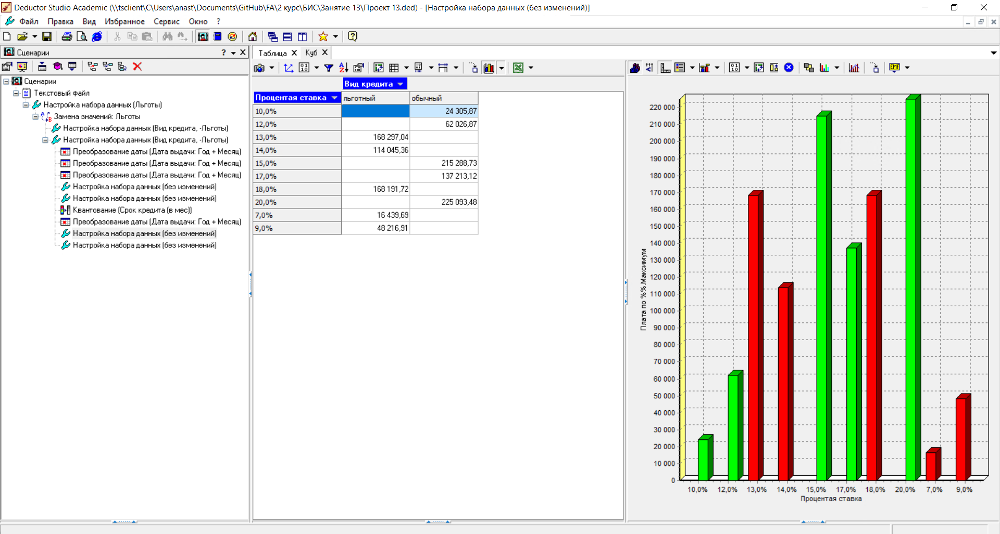 Deductor Studio Academic (\\tsclient\C\Users\anast\Documents\GitHub\FA\2 курс\БИС\Занятие 13\Проект 13.ded) - [Настройка набора данных (без изменений)]
Файл Правка Вид Избранное Сервис Окно ?
Сценарии
Сценарии
Текстовый файл
Настройка набора данных (Льготы)
Замена значений: Льготы
Настройка набора данных (Вид кредита, -Льготы)
Настройка набора данных (Вид кредита, -Льготы)
Преобразование даты (Дата выдачи: Год + Месяц)
Преобразование даты (Дата выдачи: Год + Месяц)
Преобразование даты (Дата выдачи: Год + Месяц)
Настройка набора данных (без изменений)
Настройка набора данных (без изменений)
Квантование (Срок кредита (в мес))
Преобразование даты (Дата выдачи: Год + Месяц)
Настройка набора данных (без изменений)
Настройка набора данных (без изменений)
Таблица Куб
Вид кредита
Процентая ставка льготный обычный
10,0% 24 305,87
12,0% 62 026,87
13,0% 168 297,04
14,0% 114 045,36
15,0% 215 288,73
17,0% 137 213,12
18,0% 168 191,72
20,0% 225 093,48
7,0% 16 439,69
9,0% 48 216,91
EMF
Плата по %%.Максимум
220 000
210 000
200 000
190 000
180 000
170 000
160 000
150 000
140 000
130 000
120 000
110 000
100 000
90 000
80 000
70 000
60 000
50 000
40 000
30 000
20 000
10 000
0
10,0% 12,0% 13,0% 14,0% 15,0% 17,0% 18,0% 20,0% 7,0% 9,0%
Процентая ставка